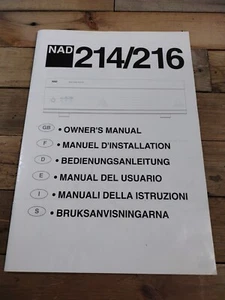 NAD 214/216
GB • OWNER'S MANUAL
F • MANUEL D'INSTALLATION
D • BEDIENUNGSANLEITUNG
E • MANUAL DEL USUARIO
I • MANUALI DELLA ISTRUZIONI
S • BRUKSANVISNINGARNA